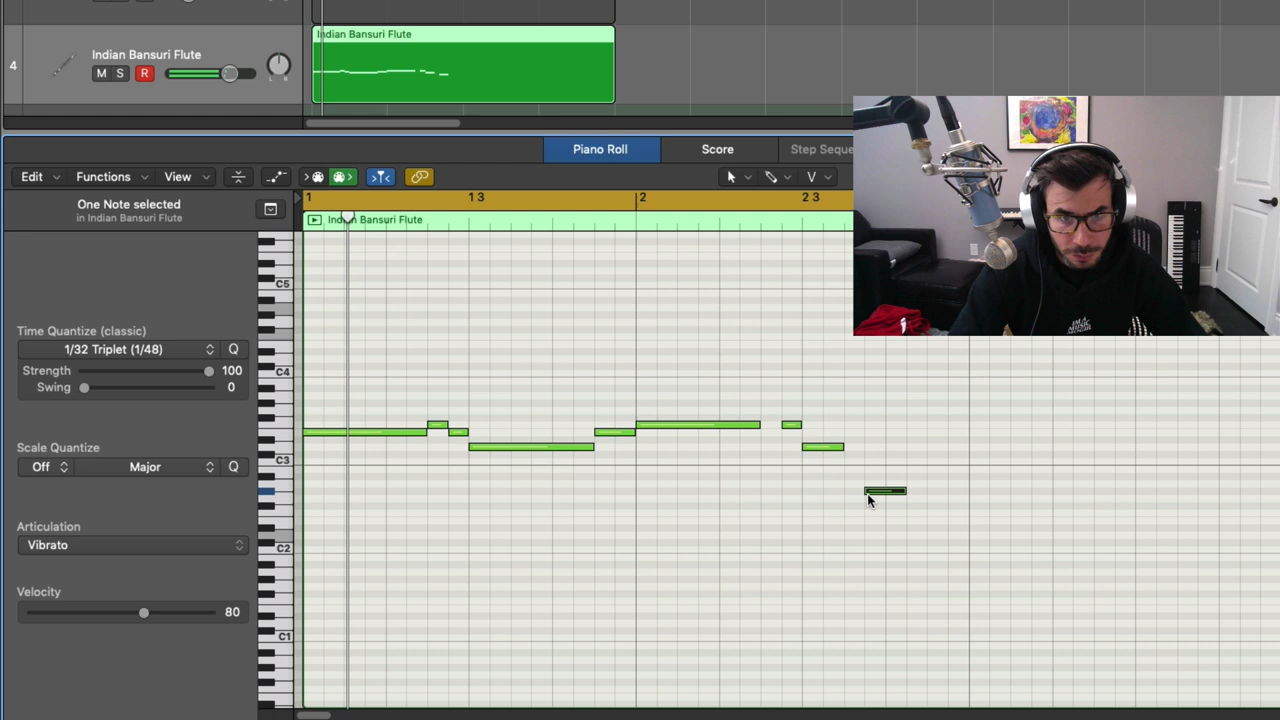 Indian Bansuri Flute
4
Indian Bansuri Flute
M S R
L R
Piano Roll Score Step Seque
Edit Functions View V
1 1 3 2 2 3
One Note selected
in Indian Bansuri Flute
Indian Bansuri Flute
C5
Time Quantize (classic)
1/32 Triplet (1/48) Q
Strength 100
C4
Swing 0
Scale Quantize
C3
Off Major Q
Articulation
Vibrato
C2
Velocity
80
C1